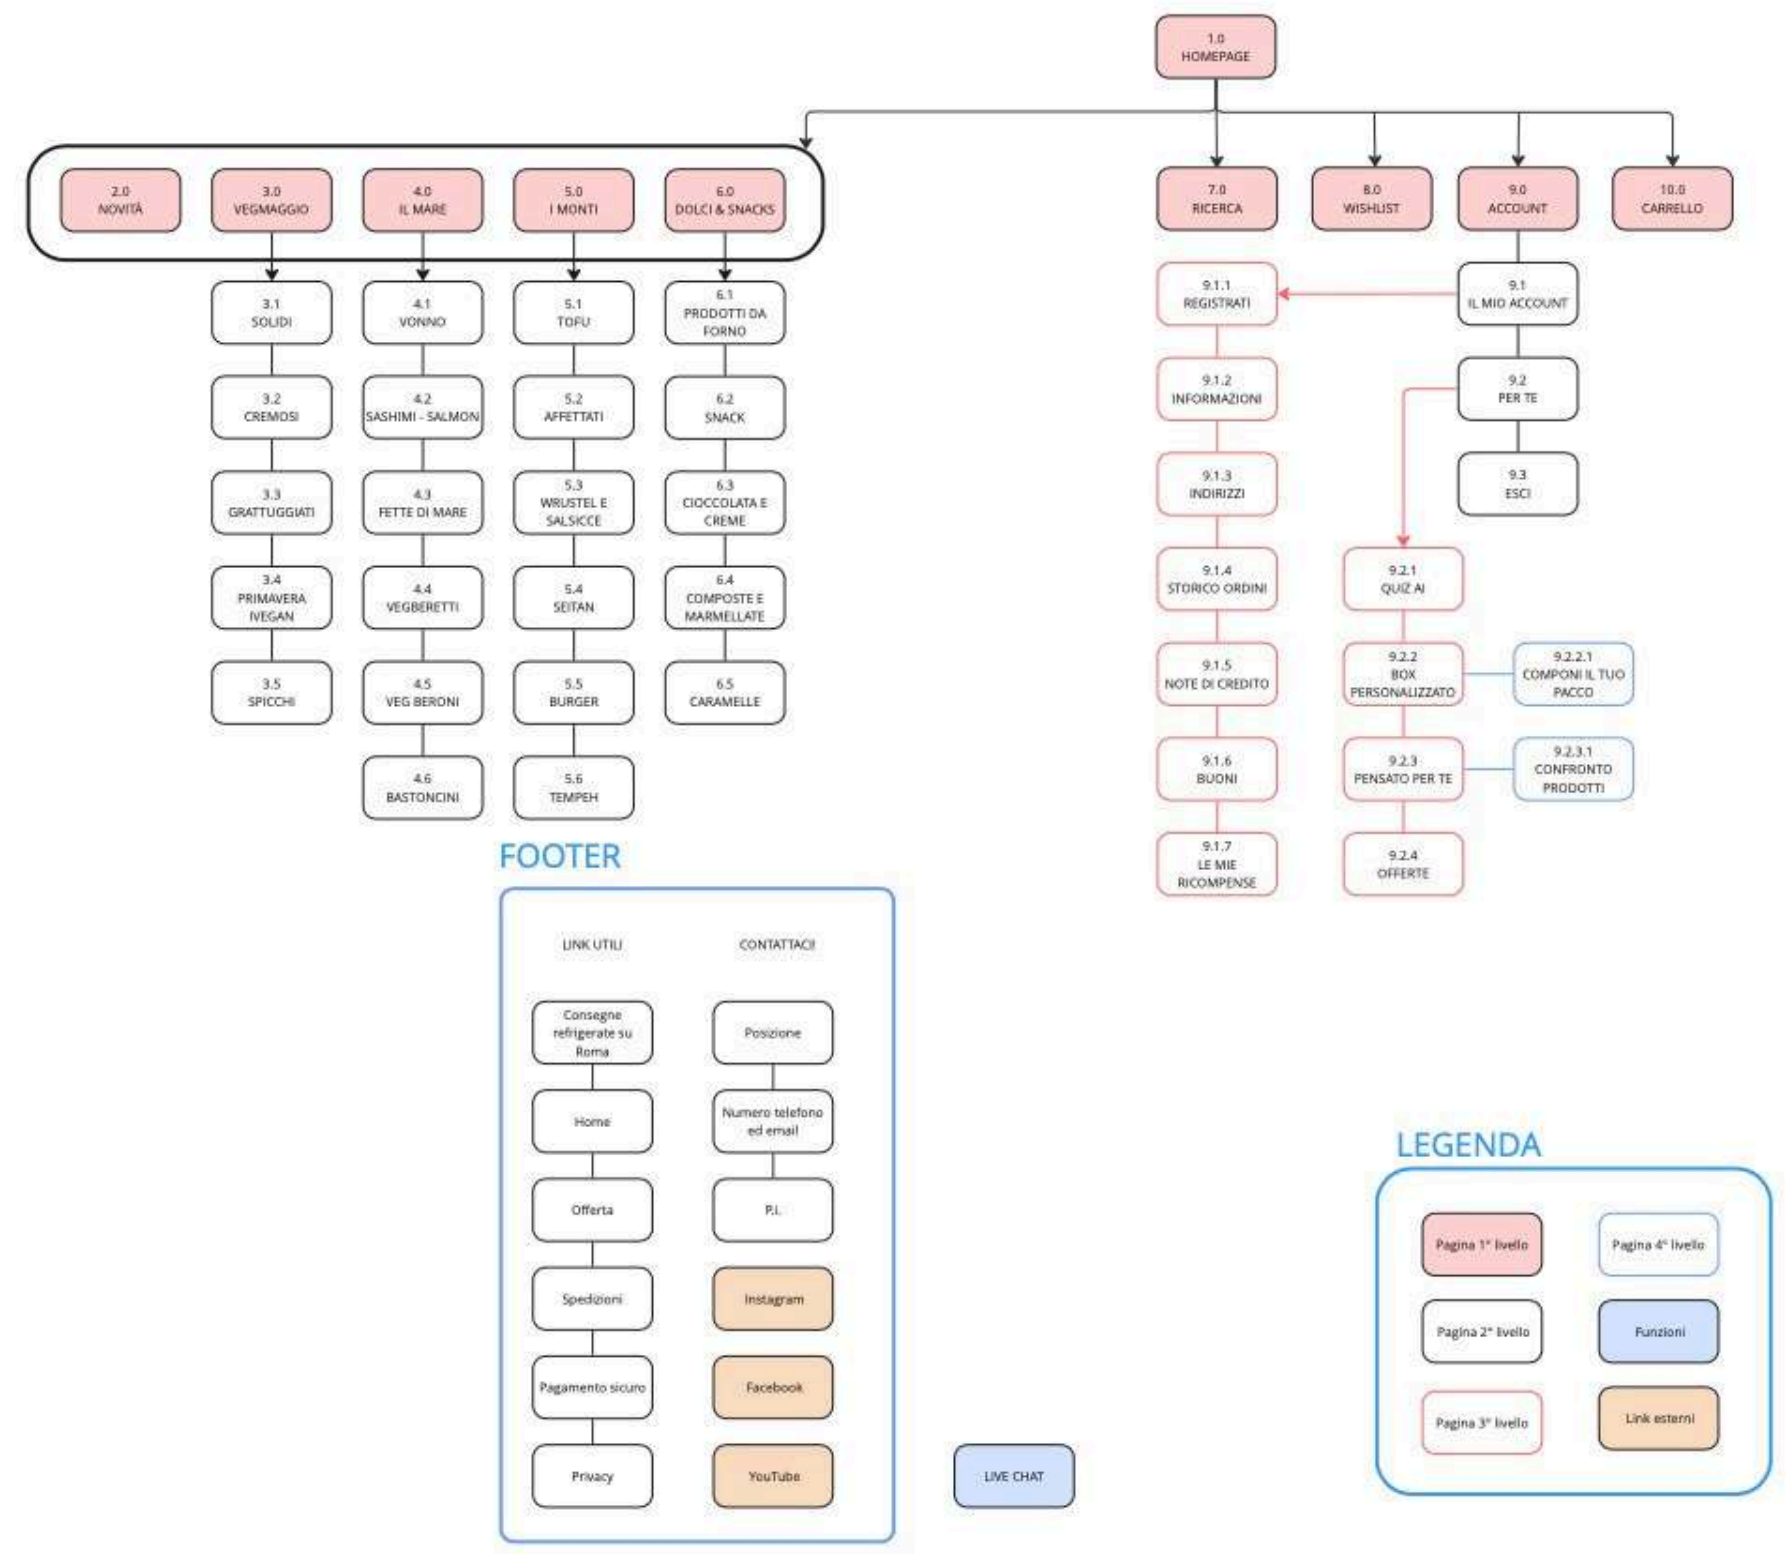 1.0
HOMEPAGE
2.0
NOVITÀ
3.0
VEGMAGGIO
4.0
IL MARE
5.0
I MONTI
6.0
DOLCI & SNACKS
7.0
RICERCA
8.0
WISHLIST
9.0
ACCOUNT
10.0
CARRELLO
3.1
SOLIDI
3.2
CREMOSI
3.3
GRATTUGGIATI
3.4
PRIMAVERA
IVEGAN
3.5
SPICCHI
4.1
VONNO
4.2
SASHIMI - SALMON
4.3
FETTE DI MARE
4.4
VEGBERETTI
4.5
VEG BERONI
4.6
BASTONCINI
5.1
TOFU
5.2
AFFETTATI
5.3
WRUSTEL E
SALSICCE
5.4
SEITAN
5.5
BURGER
5.6
TEMPEH
6.1
PRODOTTI DA
FORNO
6.2
SNACK
6.3
CIOCCOLATA E
CREME
6.4
COMPOSTE E
MARMELLATE
6.5
CARAMELLE
9.1
IL MIO ACCOUNT
9.2
PER TE
9.3
ESCI
9.1.1
REGISTRATI
9.1.2
INFORMAZIONI
9.1.3
INDIRIZZI
9.1.4
STORICO ORDINI
9.1.5
NOTE DI CREDITO
9.1.6
BUONI
9.1.7
LE MIE
RICOMPENSE
9.2.1
QUIZ AI
9.2.2
BOX
PERSONALIZZATO
9.2.2.1
COMPONI IL TUO
PACCO
9.2.3
PENSATO PER TE
9.2.3.1
CONFRONTO
PRODOTTI
9.2.4
OFFERTE
FOOTER
LINK UTILI
Consegne
refrigerate su
Roma
Home
Offerta
Spedizioni
Pagamento sicuro
Privacy
CONTATTACI!
Posizione
Numero telefono
ed email
P.I.
Instagram
Facebook
YouTube
LIVE CHAT
LEGENDA
Pagina 1° livello
Pagina 2° livello
Pagina 3° livello
Pagina 4° livello
Funzioni
Link esterni